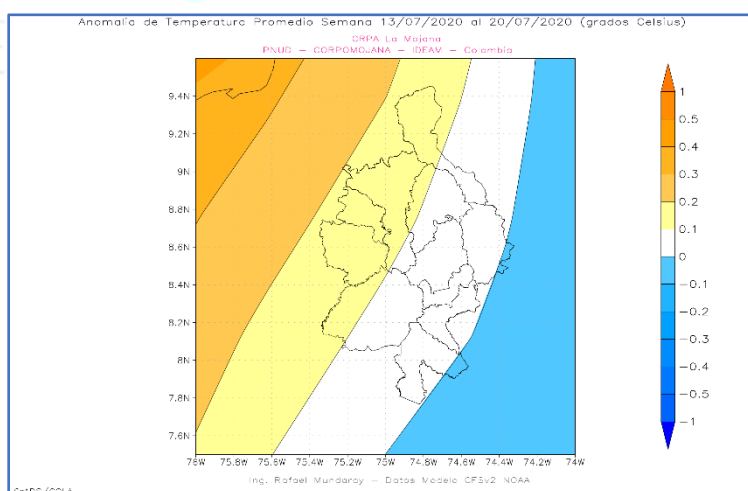 Anomalía de Temperatura Promedio Semana 13/07/2020 al 20/07/2020 (grados Celsius)
CRPA La Mojana
PNUD – CORPOMOJANA – IDEAM – Colombia
9.4N
9.2N
9N
8.8N
8.6N
8.4N
8.2N
8N
7.8N
7.6N
76W 75.8W 75.6W 75.4W 75.2W 75W 74.8W 74.6W 74.4W 74.2W 74W
1
0.5
0.4
0.3
0.2
0.1
0
-0.1
-0.2
-0.3
-0.4
-0.5
-1
Ing. Rafael Mundaray – Datos Modelo CFSv2 NOAA